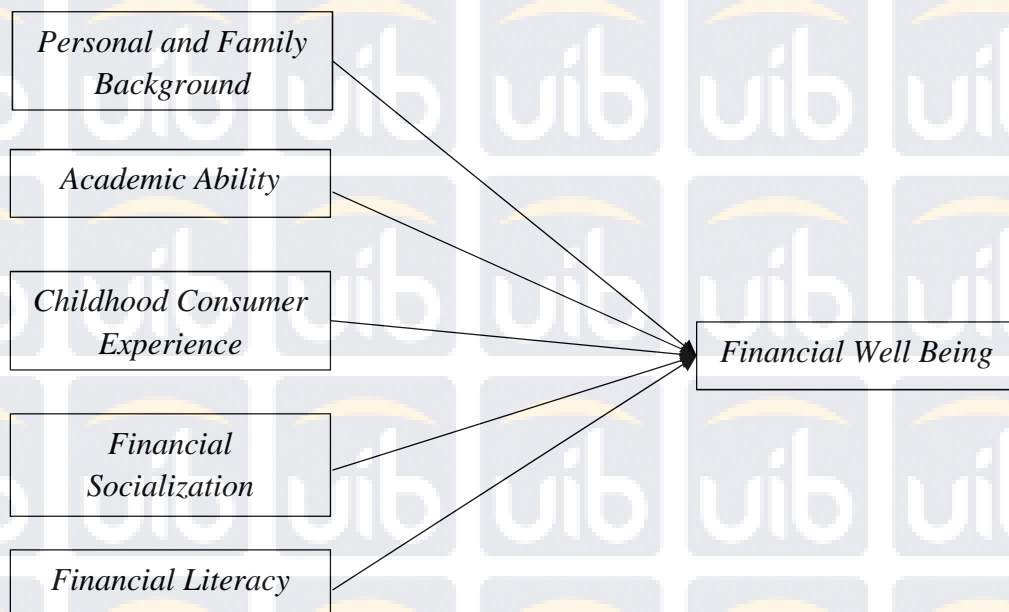 Personal and Family
Background
Academic Ability
Childhood Consumer
Experience
Financial Well Being
Financial
Socialization
Financial Literacy
uib